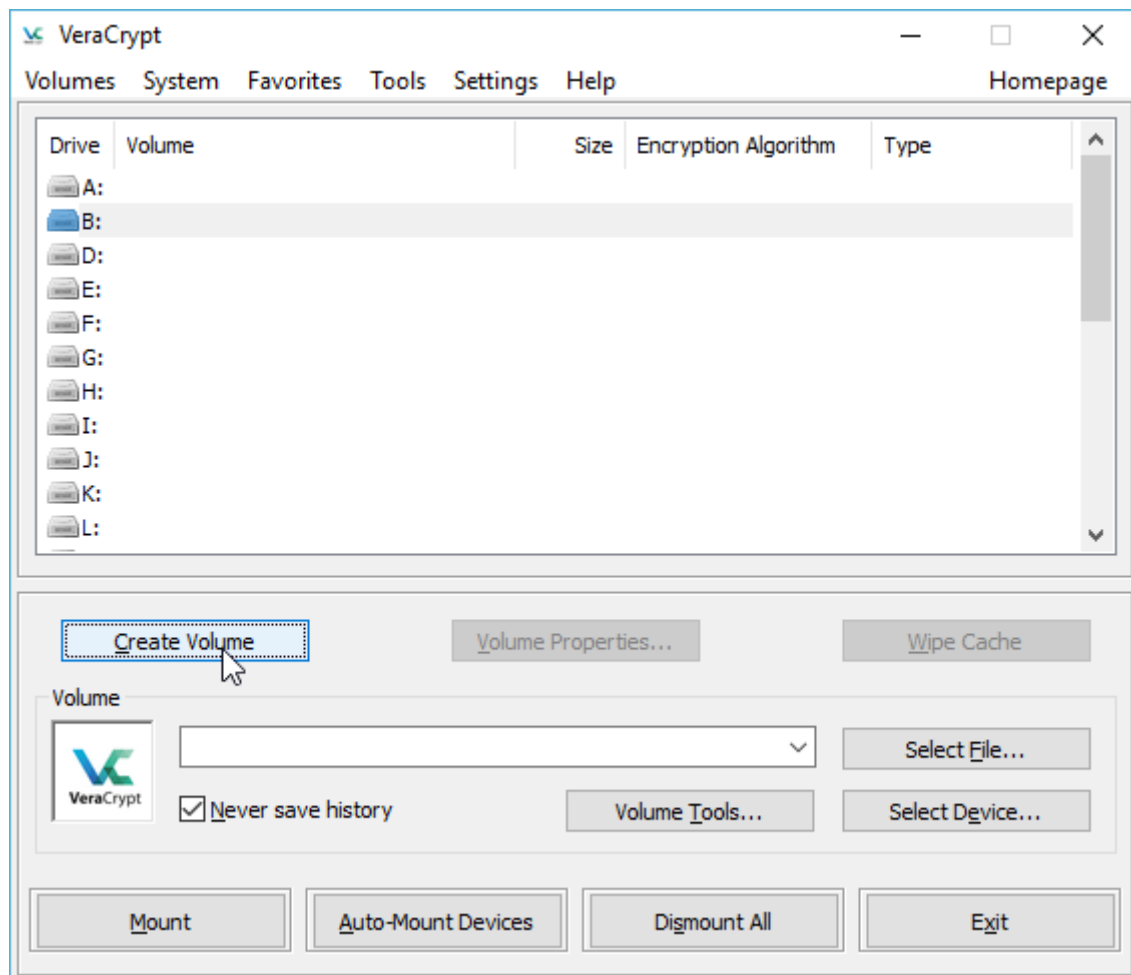 VeraCrypt
Volumes System Favorites Tools Settings Help Homepage
Drive Volume Size Encryption Algorithm Type
A:
B:
D:
E:
F:
G:
H:
I:
J:
K:
L:
Create Volume Volume Properties... Wipe Cache
Volume
VeraCrypt
Select File...
Never save history Volume Tools... Select Device...
Mount Auto-Mount Devices Dismount All Exit